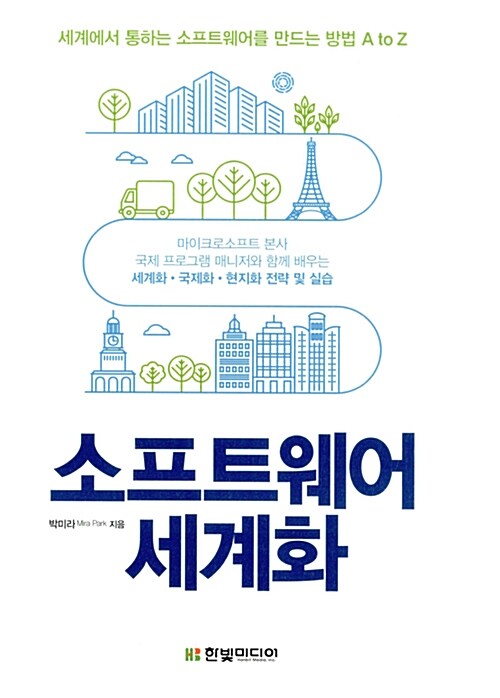 세계에서 통하는 소프트웨어를 만드는 방법 A to Z
마이크로소프트 본사
국제 프로그램 매니저와 함께 배우는
세계화 • 국제화 • 현지화 전략 및 실습
소프트웨어
박미라 Mira Park 지음
세계화
HB 한빛미디어
Hanbit Media, Inc.